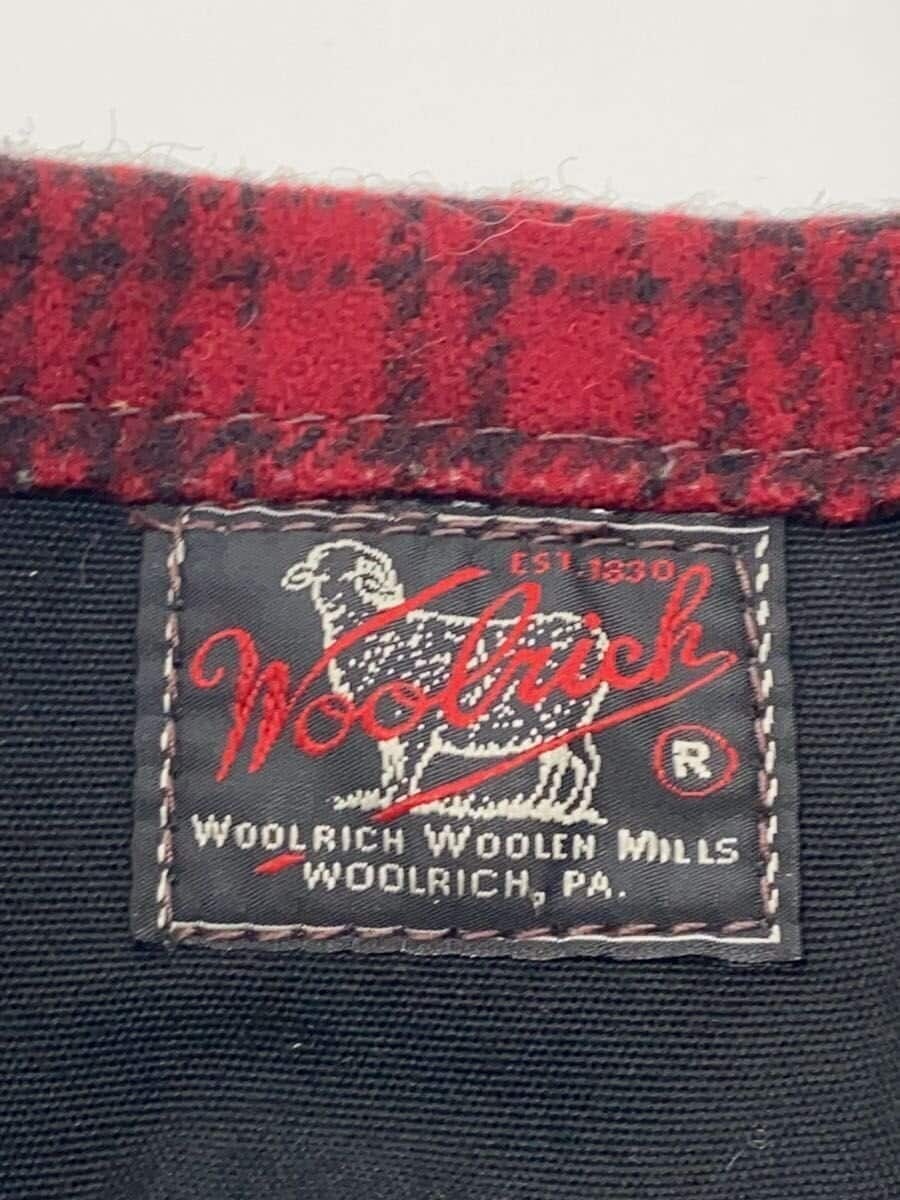 EST. 1830
Woolrich
R
WOOLRICH WOOLEN MILLS
WOOLRICH, PA.